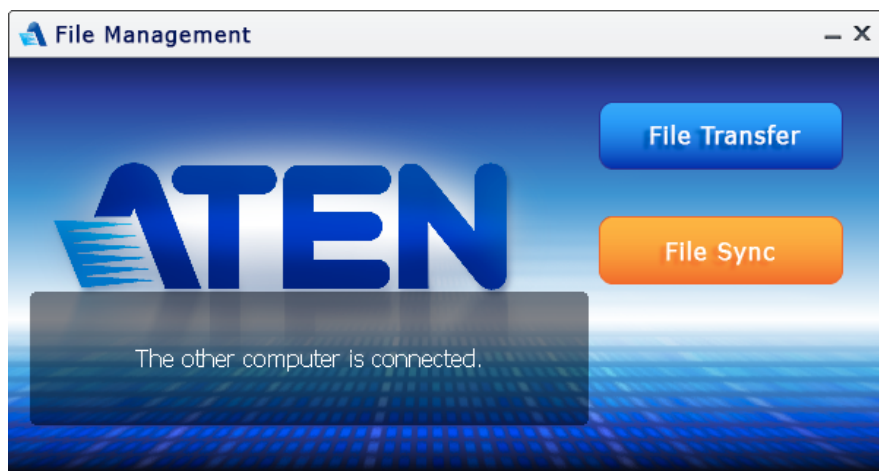 File Management
File Transfer
ATEN
File Sync
The other computer is connected.